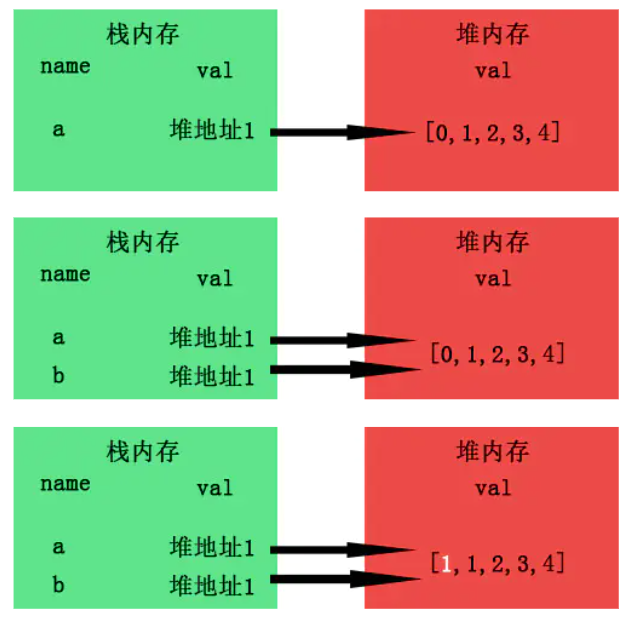 栈内存 堆内存
name val val
a 堆地址1 [0,1,2,3,4]
栈内存 堆内存
name val val
a 堆地址1
[0,1,2,3,4]
b 堆地址1
栈内存 堆内存
name val val
a 堆地址1
[1,1,2,3,4]
b 堆地址1